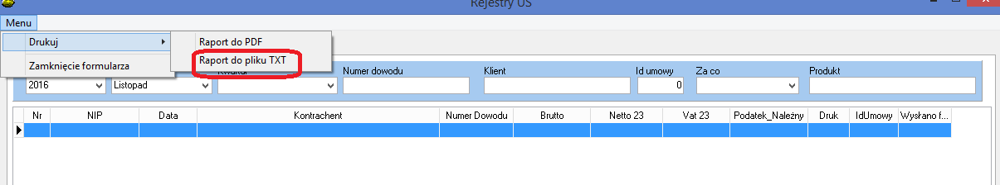 Rejestry US
Menu
Drukuj
Raport do PDF
Zamknięcie formularza
Raport do pliku TXT
Kwartał Numer dowodu Klient Id umowy Za co Produkt
2016 Listopad 0
Nr NIP Data Kontrachent Numer Dowodu Brutto Netto 23 Vat 23 Podatek_Należny Druk IdUmowy Wysłano f...